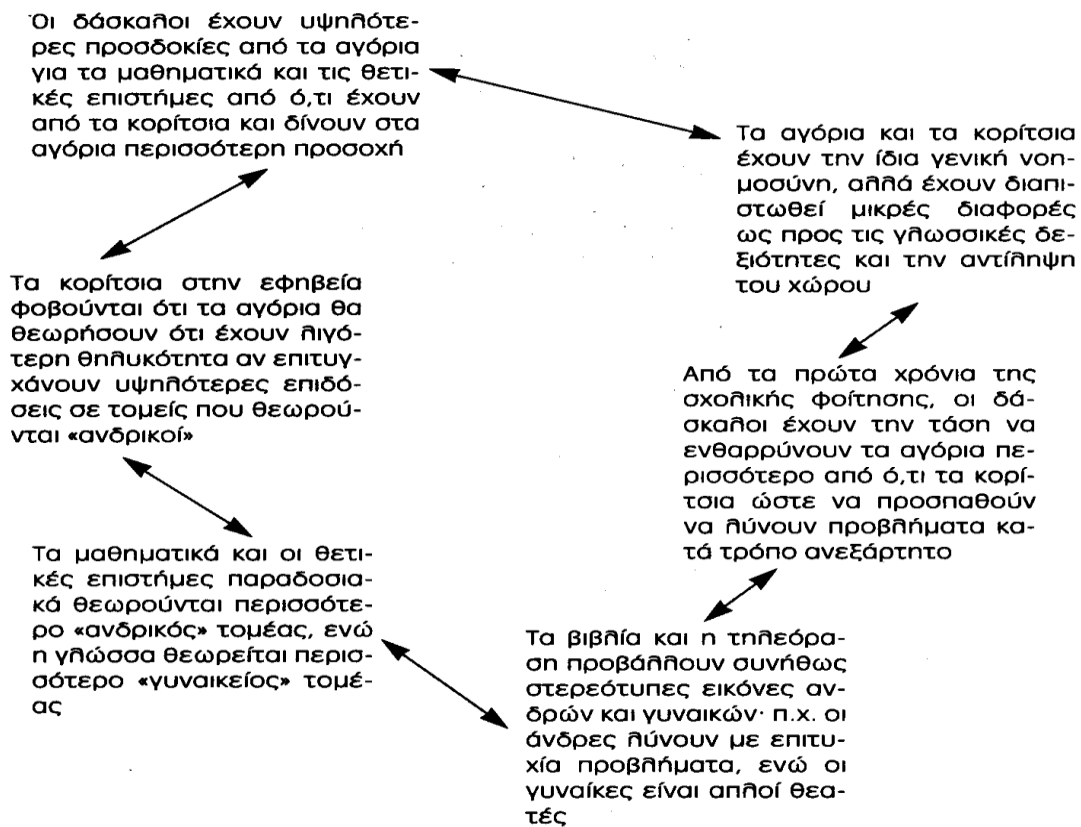 Οι δάσκαλοι έχουν υψηλότε-
ρες προσδοκίες από τα αγόρια
για τα μαθηματικά και τις θετι-
κές επιστήμες από ό,τι έχουν
από τα κορίτσια και δίνουν στα
αγόρια περισσότερη προσοχή
Τα αγόρια και τα κορίτσια
έχουν την ίδια γενική νοη-
μοσύνη, αλλά έχουν διαπι-
στωθεί μικρές διαφορές
ως προς τις γλωσσικές δε-
ξιότητες και την αντίληψη
του χώρου
Τα κορίτσια στην εφηβεία
φοβούνται ότι τα αγόρια θα
θεωρήσουν ότι έχουν λιγό-
τερη θηλυκότητα αν επιτυγ-
χάνουν υψηλότερες επιδό-
σεις σε τομείς που θεωρού-
νται «ανδρικοί»
Από τα πρώτα χρόνια της
σχολικής φοίτησης, οι δά-
σκαλοι έχουν την τάση να
ενθαρρύνουν τα αγόρια πε-
ρισσότερο από ό,τι τα κορί-
τσια ώστε να προσπαθούν
να λύνουν προβλήματα κα-
τά τρόπο ανεξάρτητο
Τα μαθηματικά και οι θετι-
κές επιστήμες παραδοσια-
κά θεωρούνται περισσότε-
ρο «ανδρικός» τομέας, ενώ
η γλώσσα θεωρείται περισ-
σότερο «γυναικείος» τομέ-
ας
Τα βιβλία και η τηλεόρα-
ση προβάλλουν συνήθως
στερεότυπες εικόνες αν-
δρών και γυναικών· π.χ. οι
άνδρες λύνουν με επιτυ-
χία προβλήματα, ενώ οι
γυναίκες είναι απλοί θεα-
τές